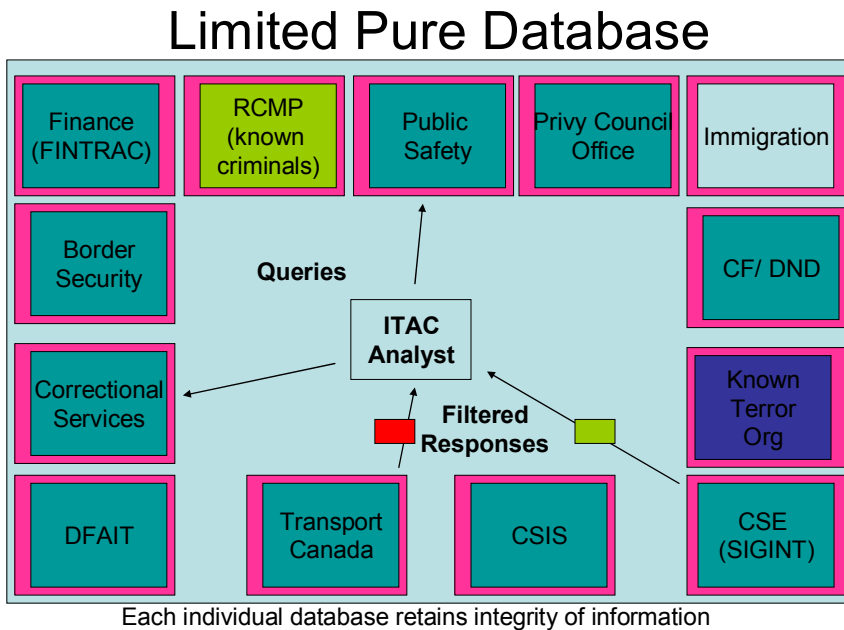 Limited Pure Database
Finance
(FINTRAC)
RCMP
(known
criminals)
Public
Safety
Privy Council
Office
Immigration
Border
Security
Queries
CF/ DND
ITAC
Analyst
Correctional
Services
Filtered
Responses
Known
Terror
Org
DFAIT
Transport
Canada
CSIS
CSE
(SIGINT)
Each individual database retains integrity of information